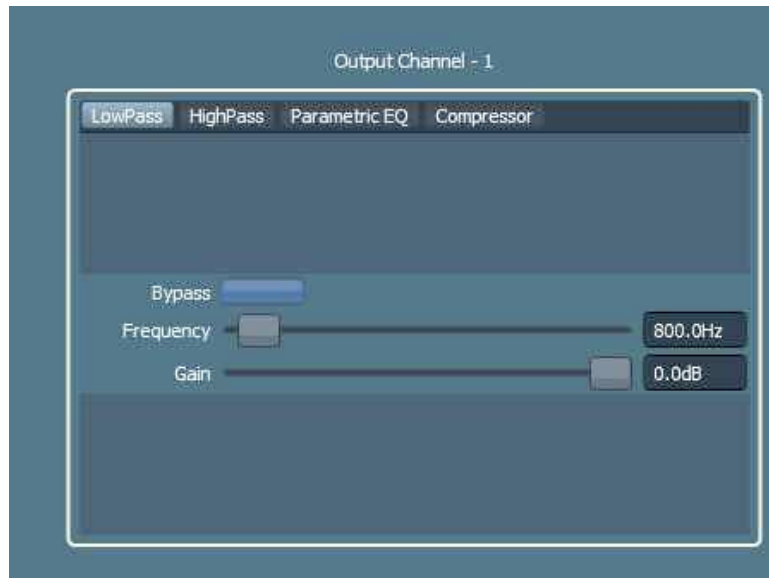 Output Channel - 1
LowPass HighPass Parametric EQ Compressor
Bypass
Frequency 800.0Hz
Gain 0.0dB